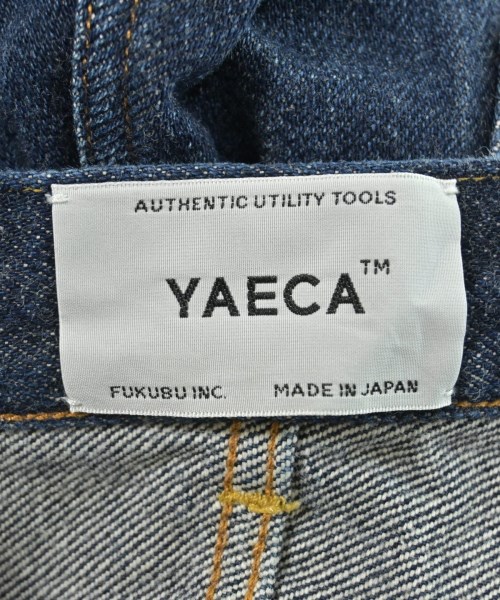 AUTHENTIC UTILITY TOOLS
YAECA™
FUKUBU INC. MADE IN JAPAN